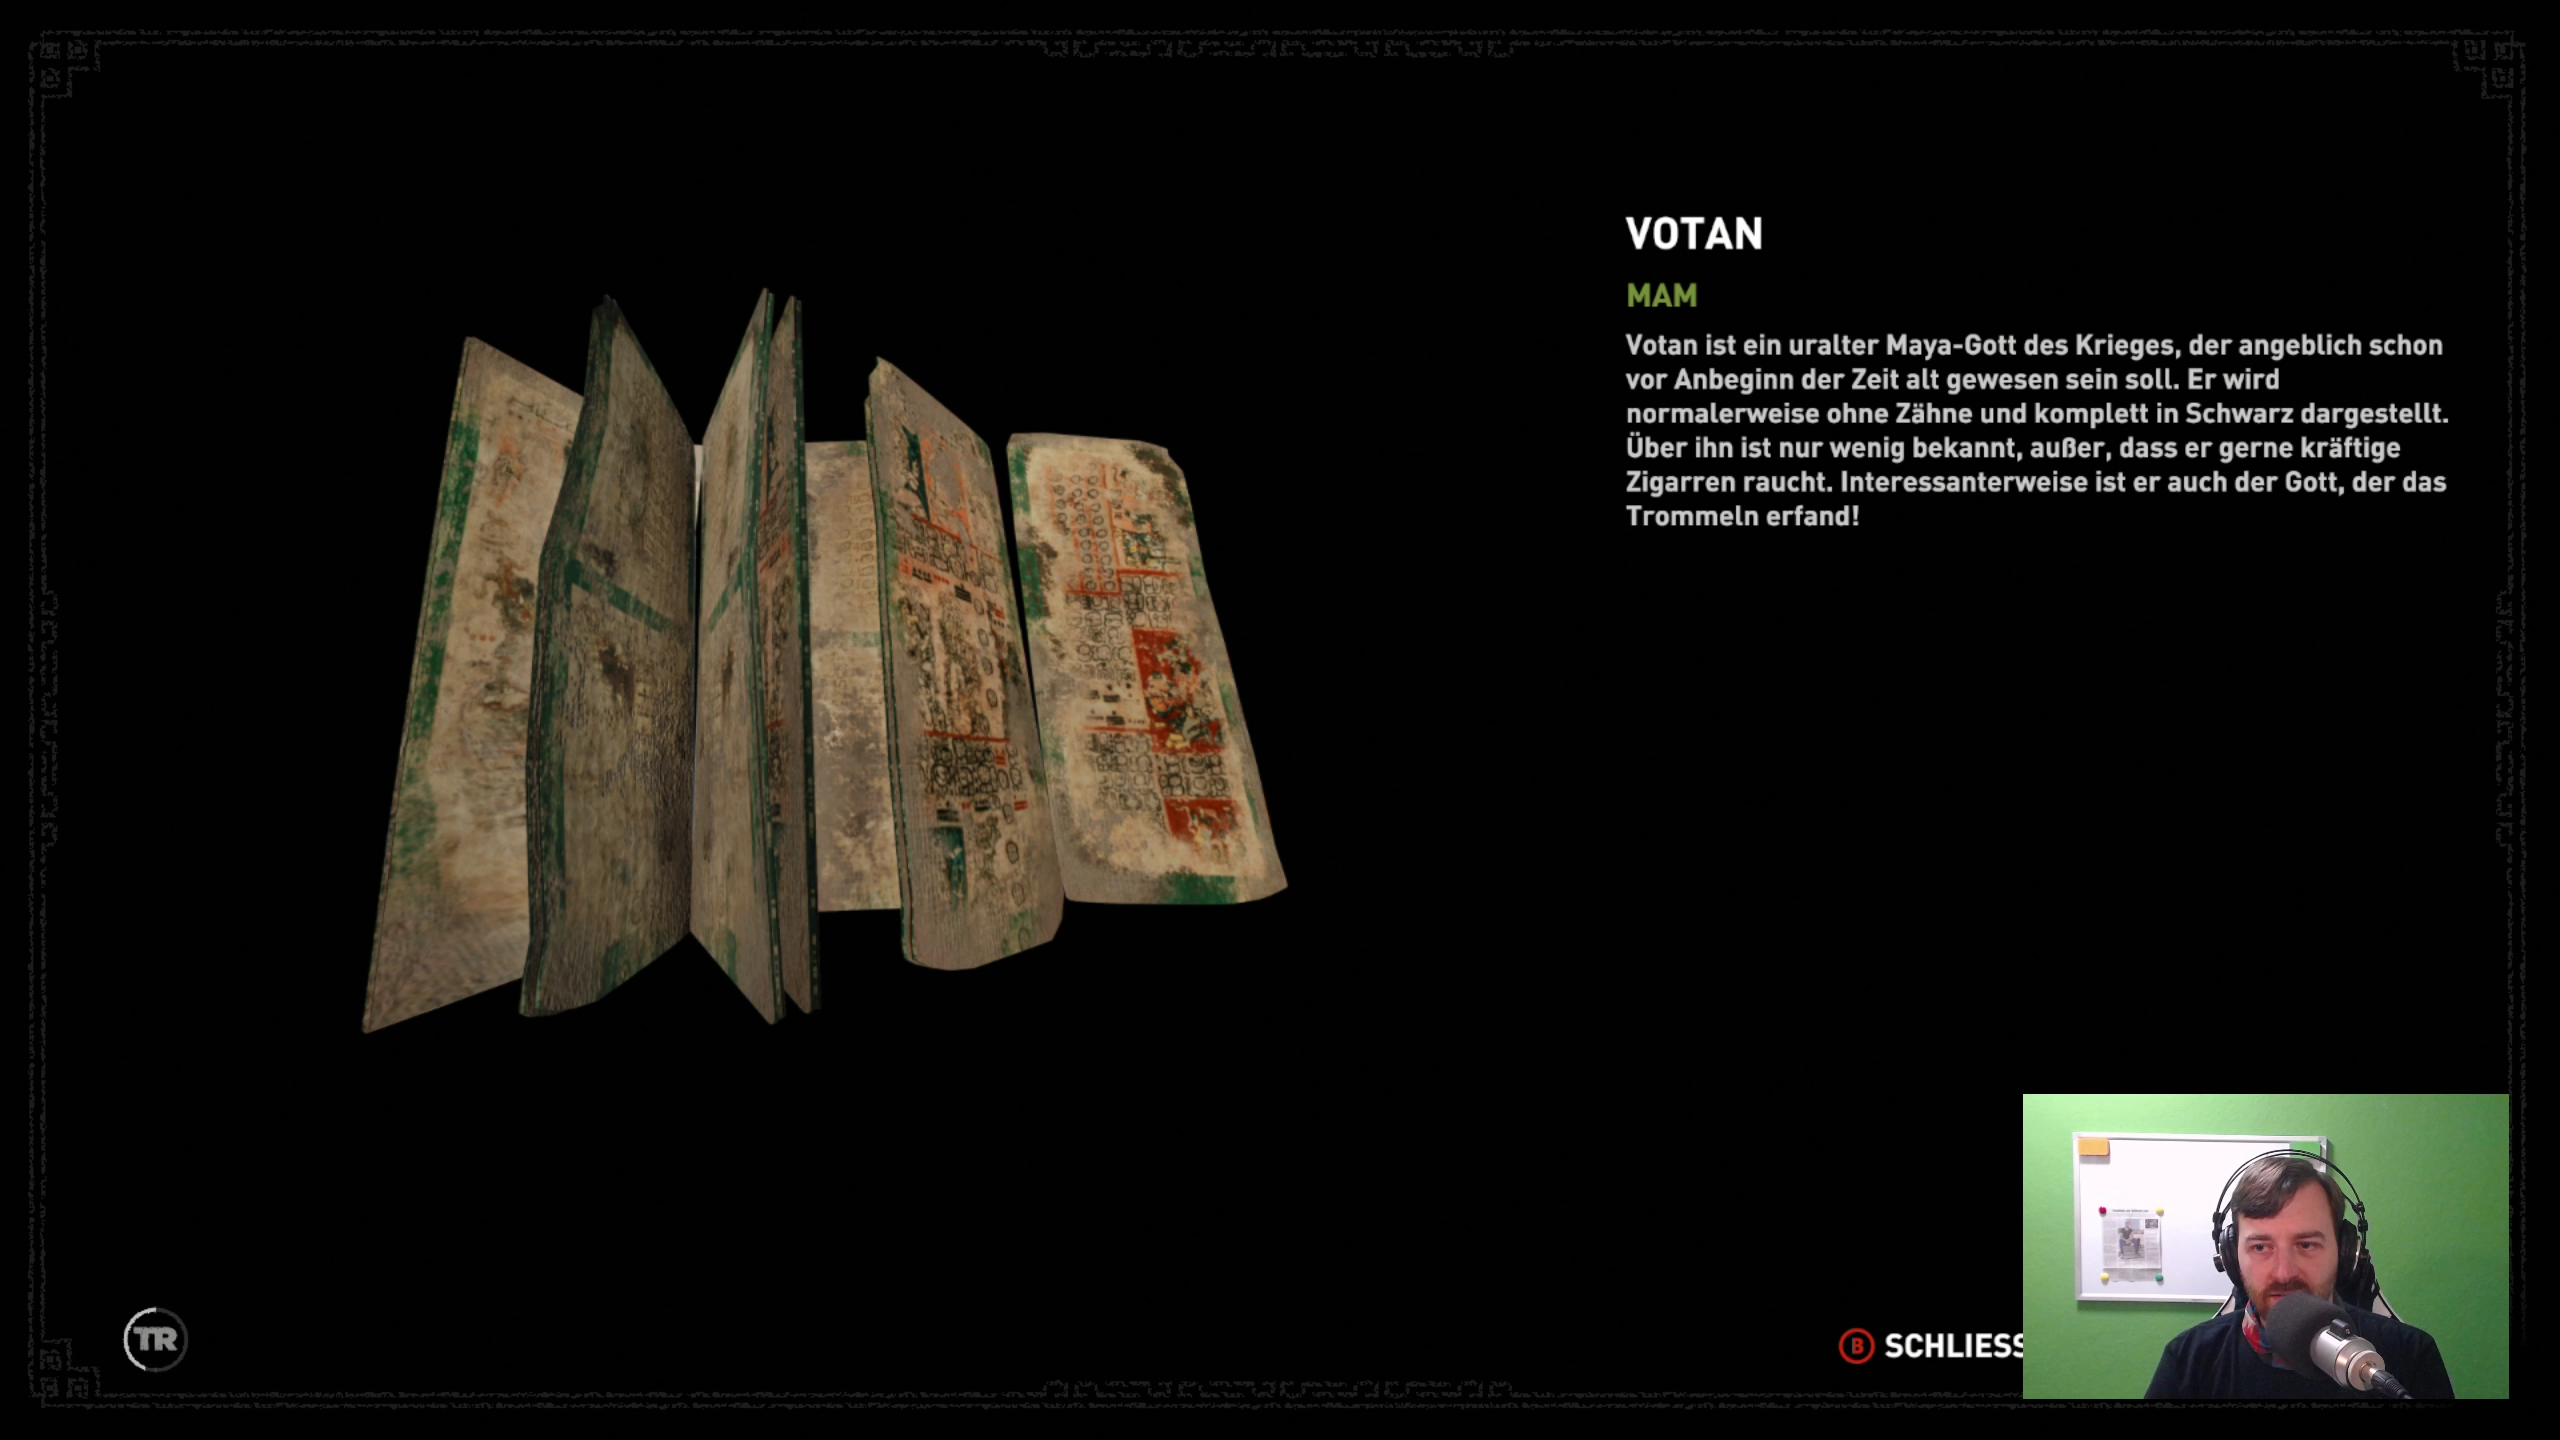 VOTAN
MAM
Votan ist ein uralter Maya-Gott des Krieges, der angeblich schon
vor Anbeginn der Zeit alt gewesen sein soll. Er wird
normalerweise ohne Zähne und komplett in Schwarz dargestellt.
Über ihn ist nur wenig bekannt, außer, dass er gerne kräftige
Zigarren raucht. Interessanterweise ist er auch der Gott, der das
Trommeln erfand!
TR
B SCHLIESS